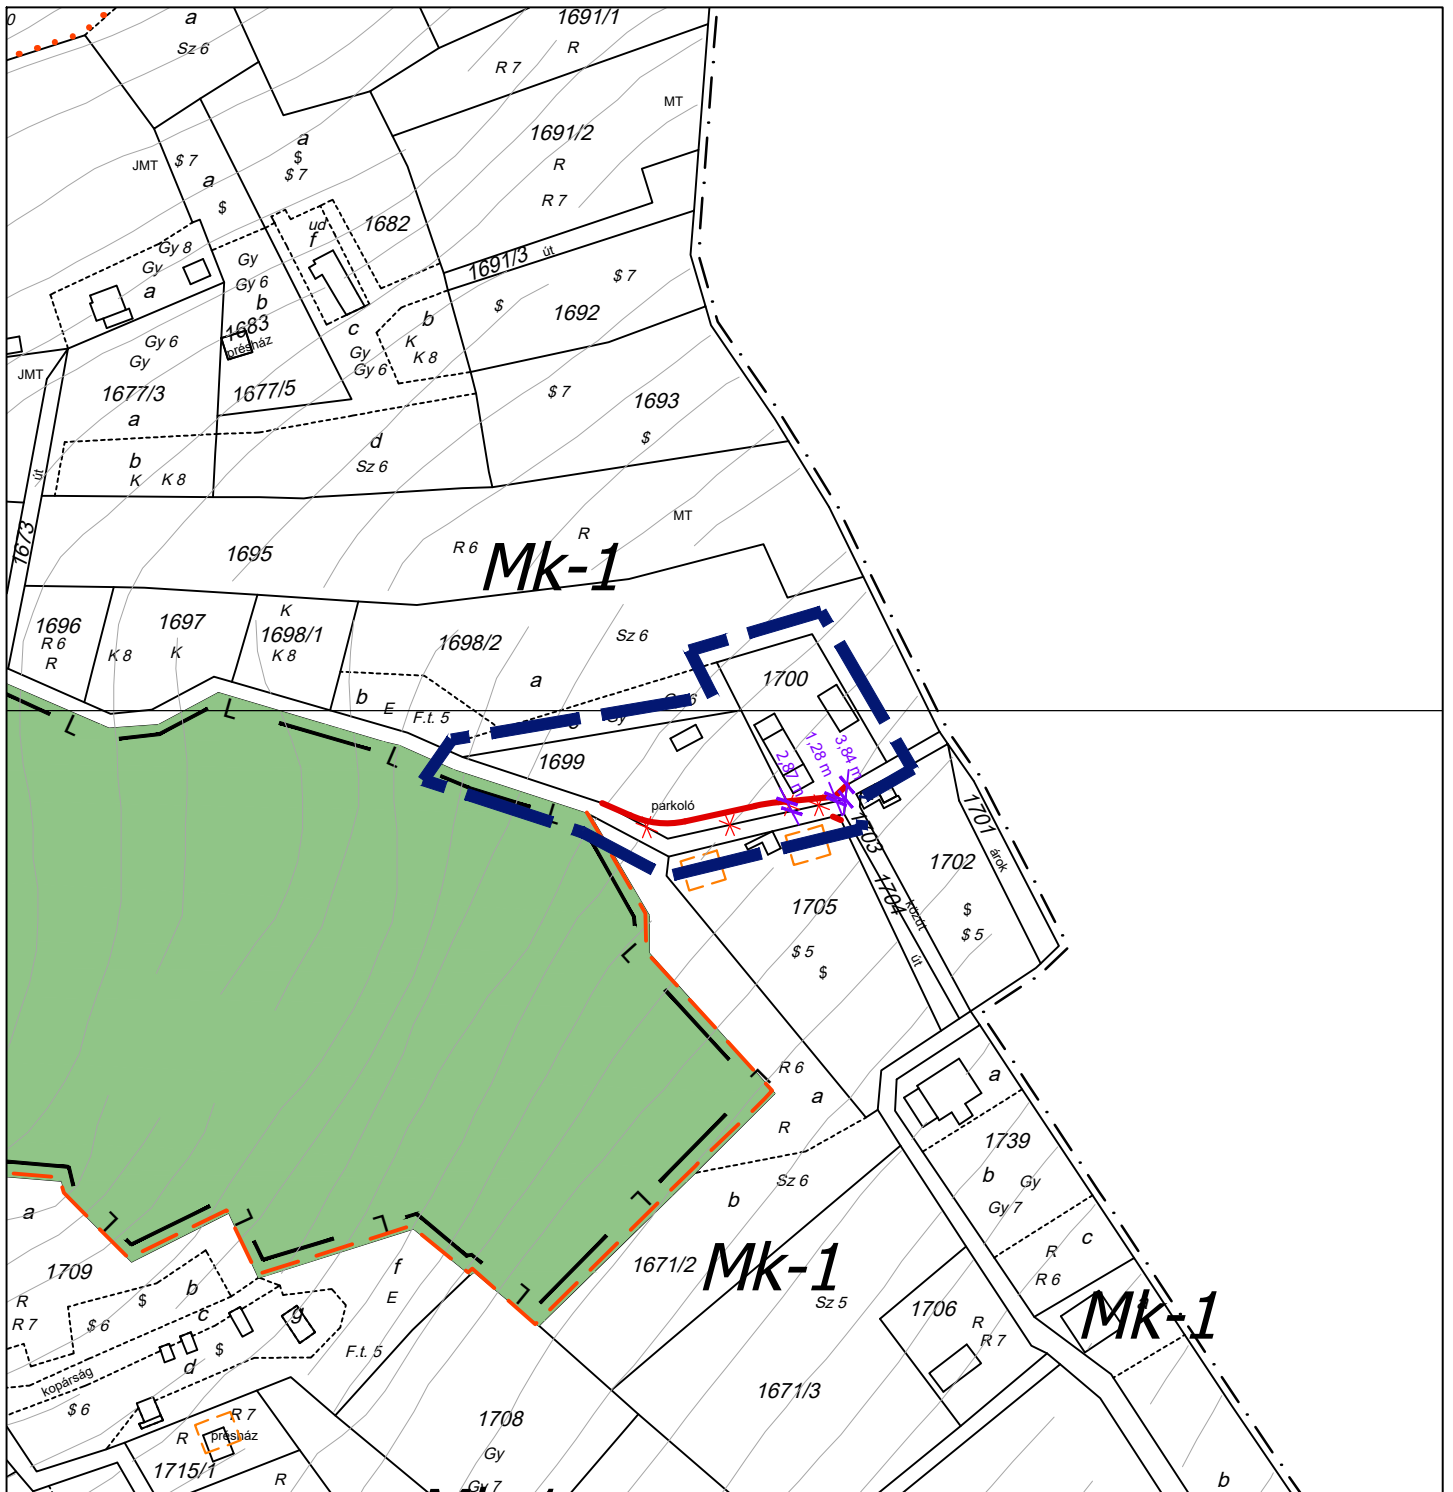 0
a
Sz 6
1691/1
R
R 7
MT
1691/2
R
R 7
JMT
$ 7
a
$
a
$
$ 7
1682
ud
f
Gy 8
Gy
a
Gy
Gy 6
b
1683
présház
1691/3
út
$ 7
$
1692
c
Gy
Gy 6
b
K
K 8
JMT
Gy 6
Gy
1677/3
a
1677/5
$ 7
1693
$
b
K
K 8
d
Sz 6
út
1673
1695
R 6
R
MT
Mk-1
1696
R 6
R
1697
K
K 8
K
1698/1
K 8
1698/2
Sz 6
a
b
E
F.t. 5
Gy
1700
1699
2,87 m
1,28 m
3,84 m
parkoló
1703
1701
árok
1702
$
$ 5
1704
közút
út
1705
$ 5
$
R 6
a
R
a
1739
b
Gy
Gy 7
Sz 6
b
c
R
R 6
1671/2
Mk-1
Sz 5
1706
R
R 7
Mk-1
a
1709
R
R 7
b
$
$ 6
c
g
f
E
F.t. 5
$
d
kopárság
$ 6
R 7
R
présház
1715/1
R
1708
Gy
Gy 7
1671/3
b